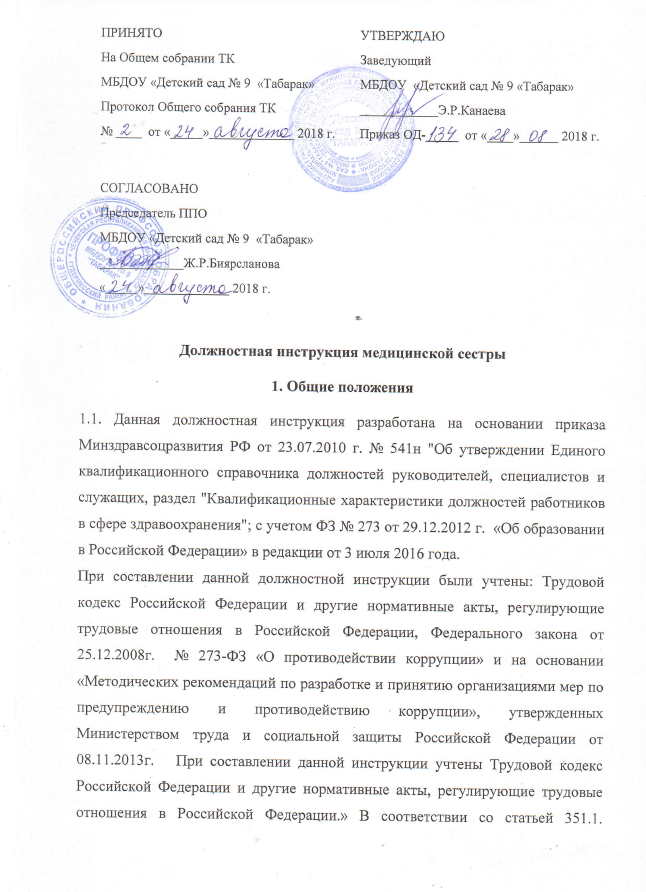 ПРИНЯТО
На Общем собрании ТК
МБДОУ «Детский сад № 9 «Табарак»
Протокол Общего собрания ТК
№ 2 от «24» августа 2018 г.
УТВЕРЖДАЮ
Заведующий
МБДОУ «Детский сад № 9 «Табарак»
____________Э.Р.Канаева
Приказ ОД-134 от «28» 08 2018 г.
СОГЛАСОВАНО
Председатель ППО
МБДОУ «Детский сад № 9 «Табарак»
____________Ж.Р.Биярсланова
«24» августа 2018 г.
Должностная инструкция медицинской сестры
1. Общие положения
1.1. Данная должностная инструкция разработана на основании приказа
Минздравсоцразвития РФ от 23.07.2010 г. № 541н "Об утверждении Единого
квалификационного справочника должностей руководителей, специалистов и
служащих, раздел "Квалификационные характеристики должностей работников
в сфере здравоохранения"; с учетом ФЗ № 273 от 29.12.2012 г. «Об образовании
в Российской Федерации» в редакции от 3 июля 2016 года.
При составлении данной должностной инструкции были учтены: Трудовой
кодекс Российской Федерации и другие нормативные акты, регулирующие
трудовые отношения в Российской Федерации, Федерального закона от
25.12.2008г. № 273-ФЗ «О противодействии коррупции» и на основании
«Методических рекомендаций по разработке и принятию организациями мер по
предупреждению и противодействию коррупции», утвержденных
Министерством труда и социальной защиты Российской Федерации от
08.11.2013г. При составлении данной инструкции учтены Трудовой кодекс
Российской Федерации и другие нормативные акты, регулирующие трудовые
отношения в Российской Федерации.» В соответствии со статьей 351.1.